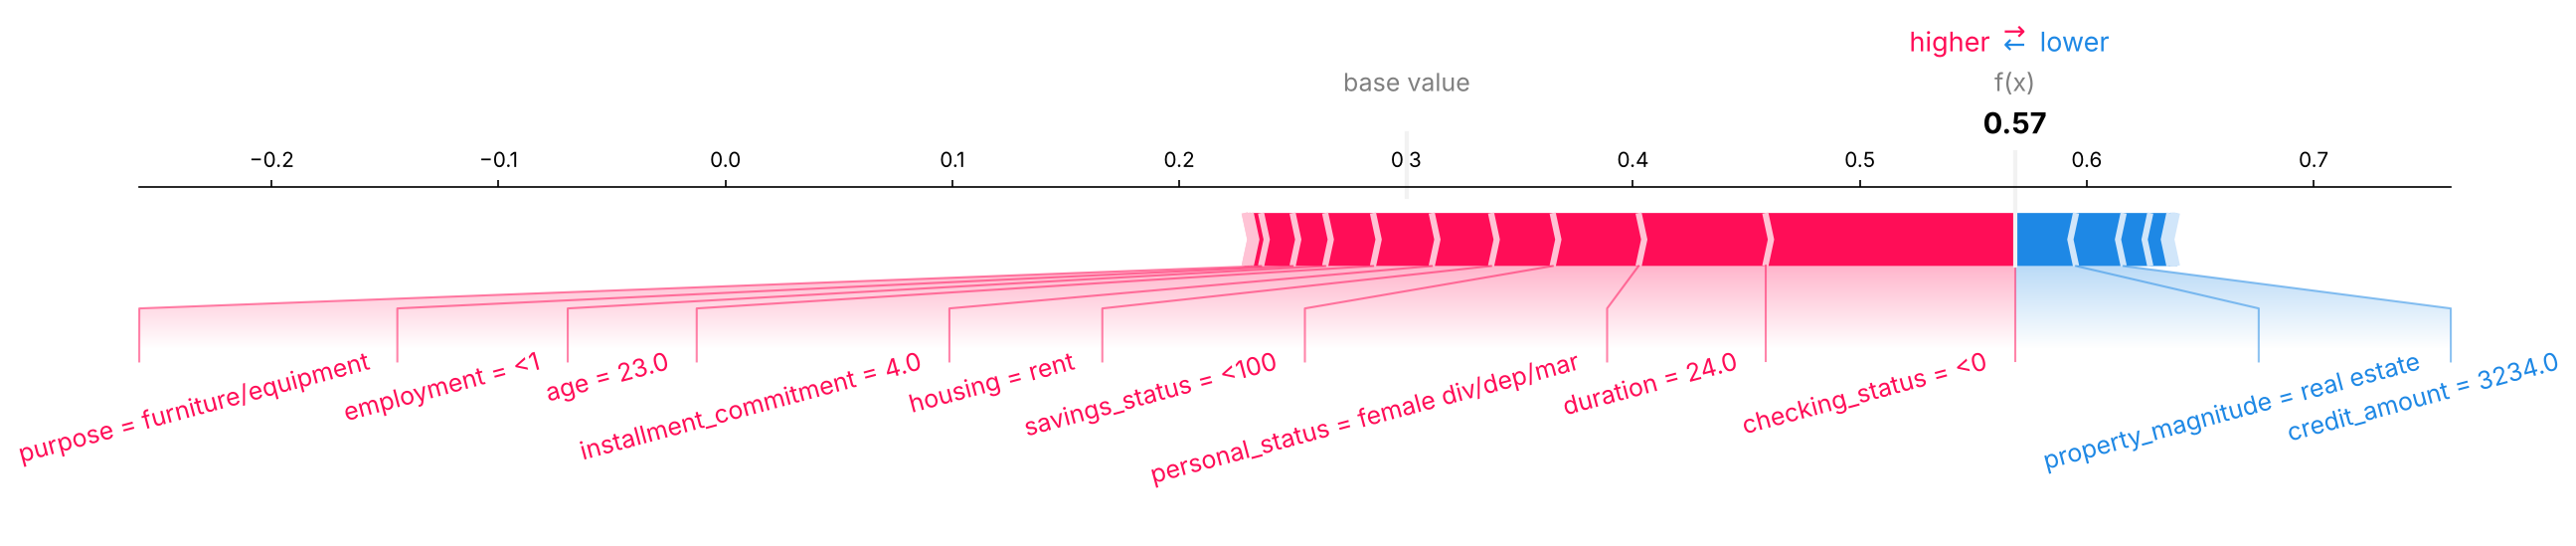 higher ⇄ lower
base value
f(x)
0.57
−0.2 −0.1 0.0 0.1 0.2 0.3 0.4 0.5 0.6 0.7
purpose = furniture/equipment
employment = <1
age = 23.0
installment_commitment = 4.0
housing = rent
savings_status = <100
personal_status = female div/dep/mar
duration = 24.0
checking_status = <0
property_magnitude = real estate
credit_amount = 3234.0